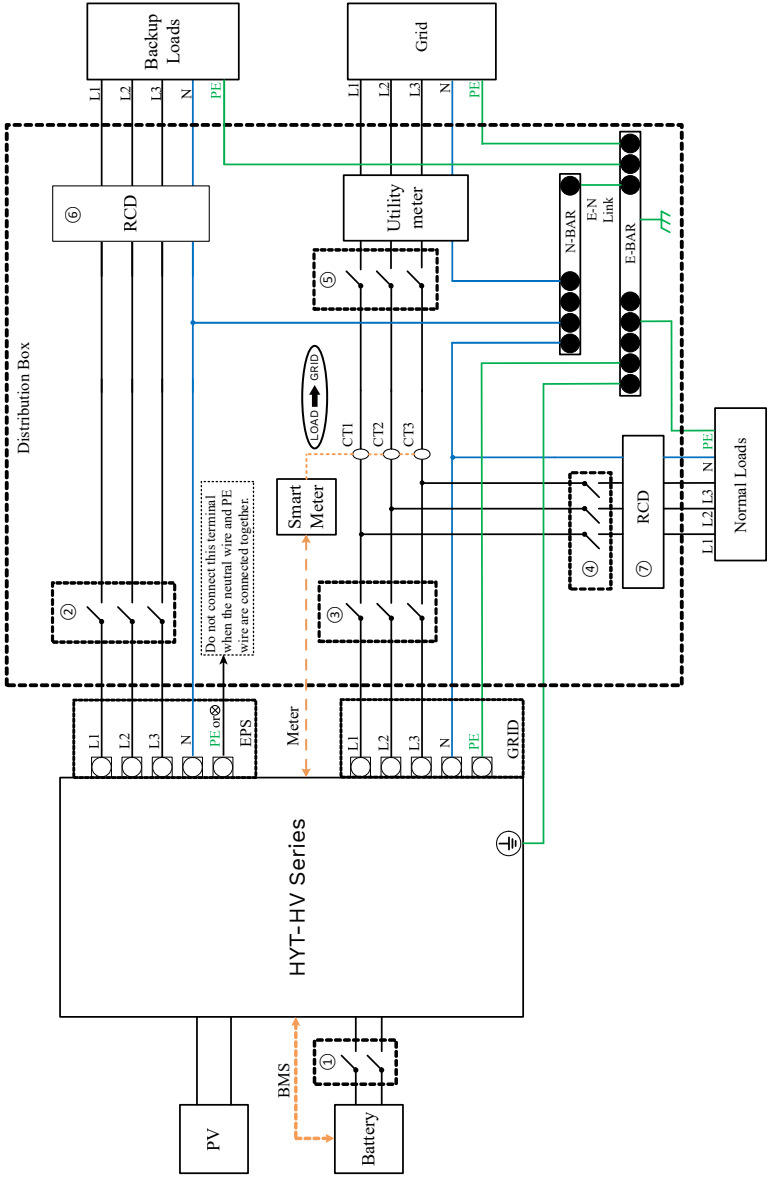 Distribution Box
Backup
Loads
L1
L2
L3
N
PE
⑥
RCD
②
Do not connect this terminal
when the neutral wire and PE
wire are connected together.
L1
L2
L3
N
PE or⊗
EPS
Grid
L1
L2
L3
N
PE
Utility
meter
⑤
LOAD GRID
CT1
CT2
CT3
Smart
Meter
③
Meter
L1
L2
L3
N
PE
GRID
N-BAR
E-N
Link
E-BAR
④
RCD
⑦
L1
L2
L3
N
PE
Normal Loads
HYT-HV Series
PV
BMS
①
Battery